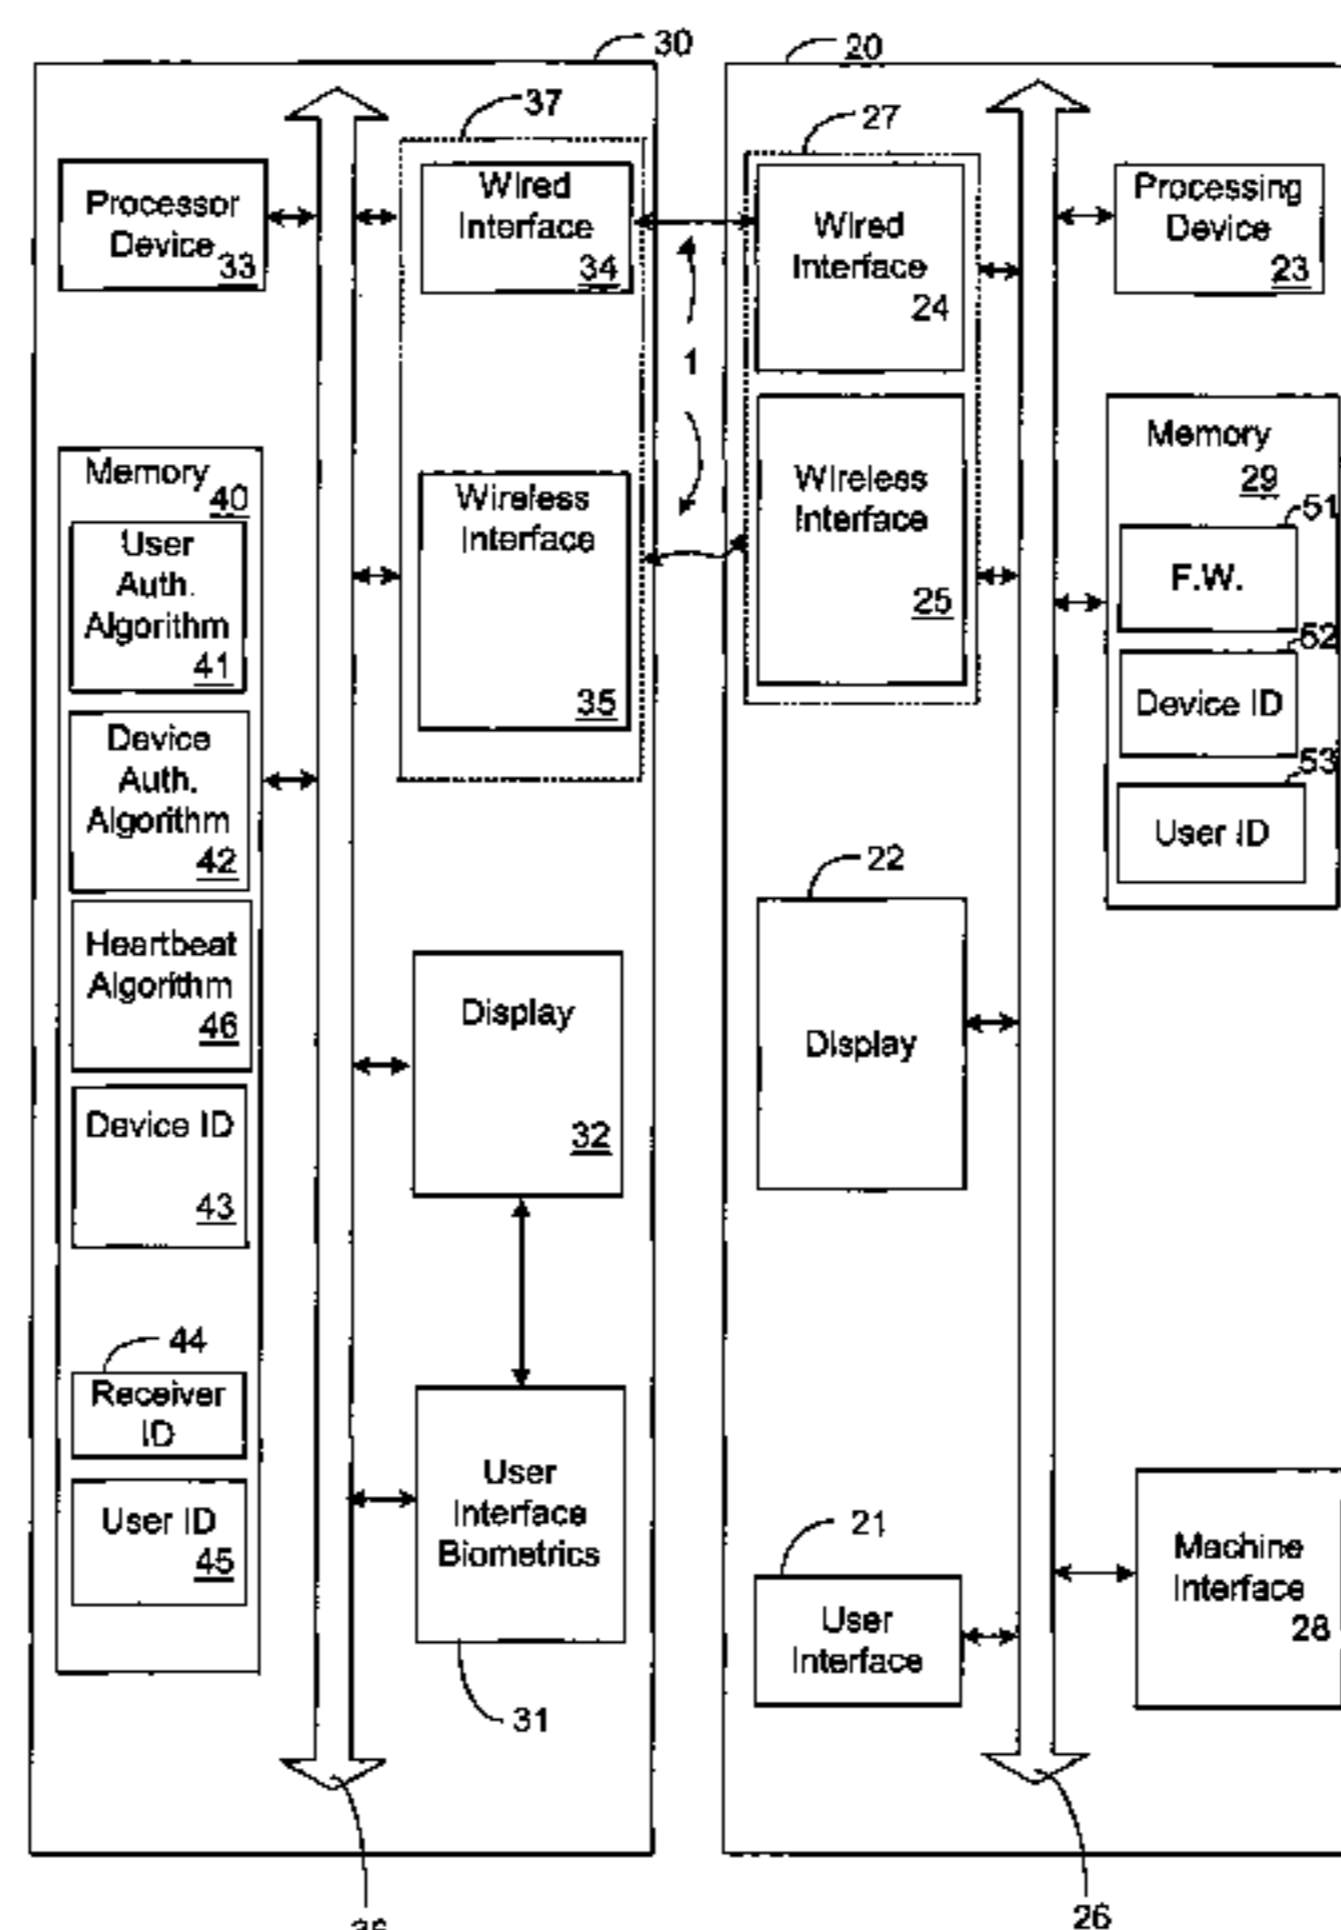 30
20
37
27
Processor
Device
33
Wired
Interface
34
1
Wired
Interface
24
Processing
Device
23
Memory
40
User
Auth.
Algorithm
41
Device
Auth.
Algorithm
42
Heartbeat
Algorithm
46
Device ID
43
44
Receiver
ID
User ID
45
Wireless
Interface
35
Wireless
Interface
25
Memory
29
51
F.W.
52
Device ID
53
User ID
Display
32
22
Display
User
Interface
Biometrics
31
21
User
Interface
Machine
Interface
28
26